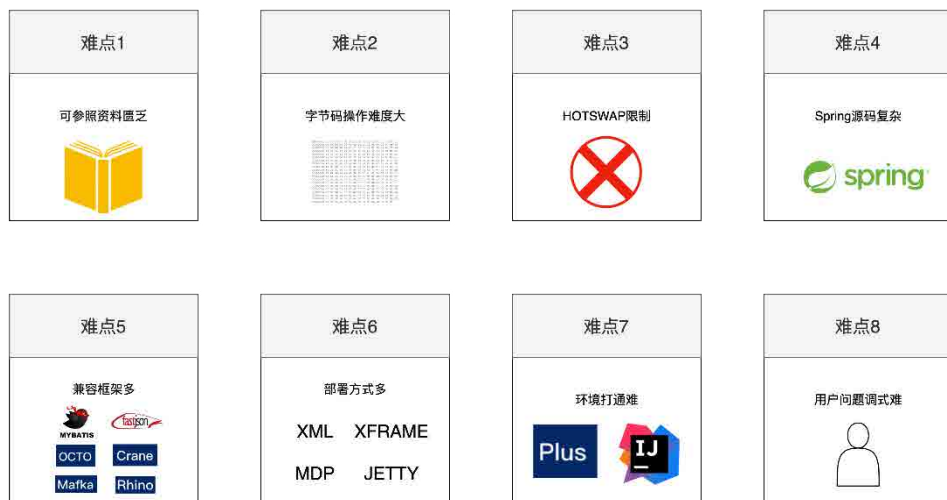 难点1
难点2
难点3
难点4
可参照资料匮乏
字节码操作难度大
HOTSWAP限制
Spring源码复杂
spring
难点5
难点6
难点7
难点8
兼容框架多
部署方式多
环境打通难
用户问题调式难
MYBATIS
fastjson
XML XFRAME
Plus
IJ
OCTO
Crane
MDP JETTY
Mafka
Rhino